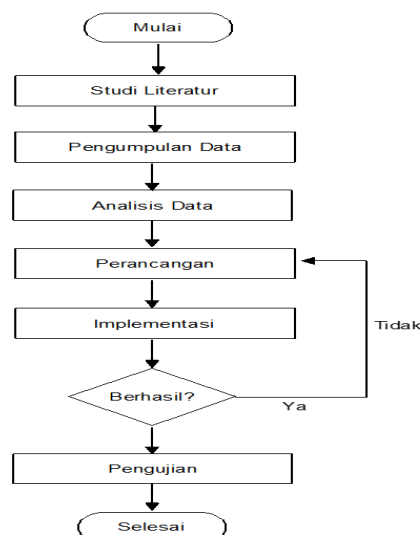 Mulai
Studi Literatur
Pengumpulan Data
Analisis Data
Perancangan
Implementasi
Tidak
Berhasil?
Ya
Pengujian
Selesai